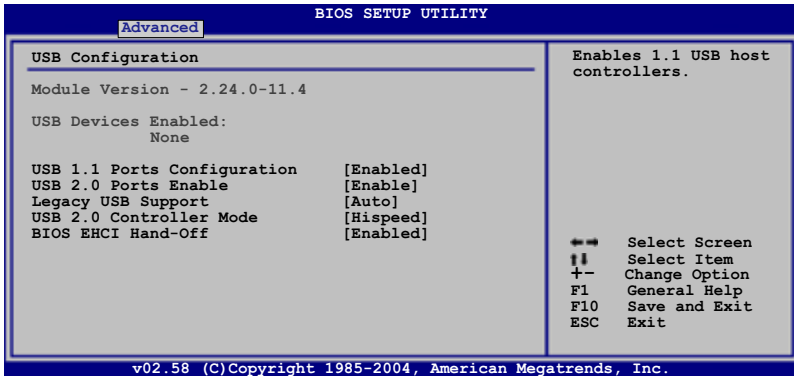 BIOS SETUP UTILITY
Advanced
USB Configuration
Module Version - 2.24.0-11.4
USB Devices Enabled:
None
USB 1.1 Ports Configuration [Enabled]
USB 2.0 Ports Enable [Enable]
Legacy USB Support [Auto]
USB 2.0 Controller Mode [Hispeed]
BIOS EHCI Hand-Off [Enabled]
Enables 1.1 USB host
controllers.
←→ Select Screen
↑↓ Select Item
+- Change Option
F1 General Help
F10 Save and Exit
ESC Exit
v02.58 (C)Copyright 1985-2004, American Megatrends, Inc.